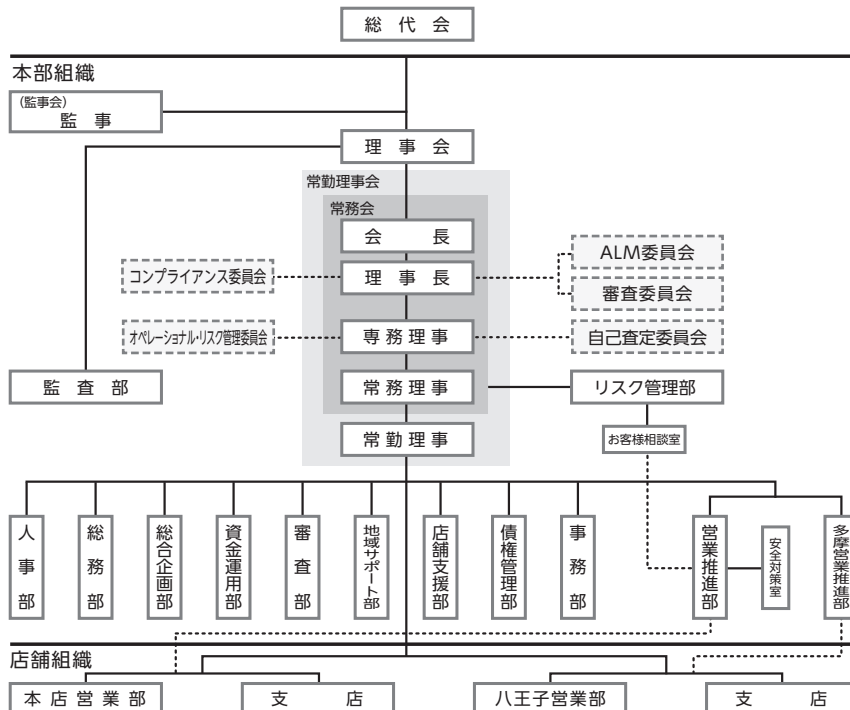 総代会
本部組織
(監事会)
監事
理事会
常勤理事会
常務会
会長
コンプライアンス委員会
理事長
ALM委員会
審査委員会
オペレーショナル・リスク管理委員会
専務理事
自己査定委員会
監査部
常務理事
リスク管理部
常勤理事
お客様相談室
人事部
総務部
総合企画部
資金運用部
審査部
地域サポート部
店舗支援部
債権管理部
事務部
営業推進部
安全対策室
多摩営業推進部
店舗組織
本店営業部
支店
八王子営業部
支店